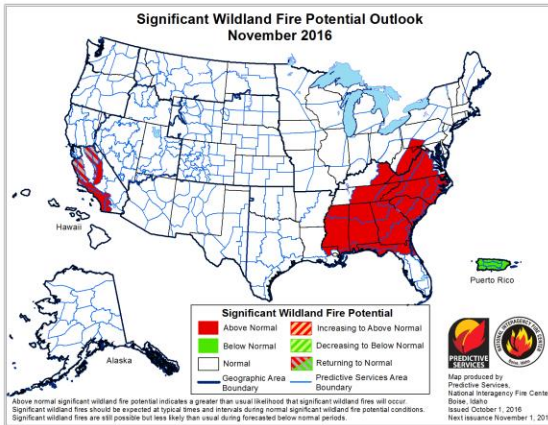 Significant Wildland Fire Potential Outlook
November 2016
Hawaii
Alaska
Puerto Rico
Significant Wildland Fire Potential
Above Normal
Increasing to Above Normal
Below Normal
Decreasing to Below Normal
Normal
Returning to Normal
Geographic Area
Boundary
Predictive Services Area
Boundary
PREDICTIVE
SERVICES
NATIONAL INTERAGENCY FIRE CENTER
Map produced by
Predictive Services,
National Interagency Fire Cente
Boise, Idaho
Issued October 1, 2016
Next issuance November 1, 201
Above normal significant wildland fire potential indicates a greater than usual likelihood that significant wildland fires will occur.
Significant wildland fires should be expected at typical times and intervals during normal significant wildland fire potential conditions.
Significant wildland fires are still possible but less likely than usual during forecasted below normal periods.